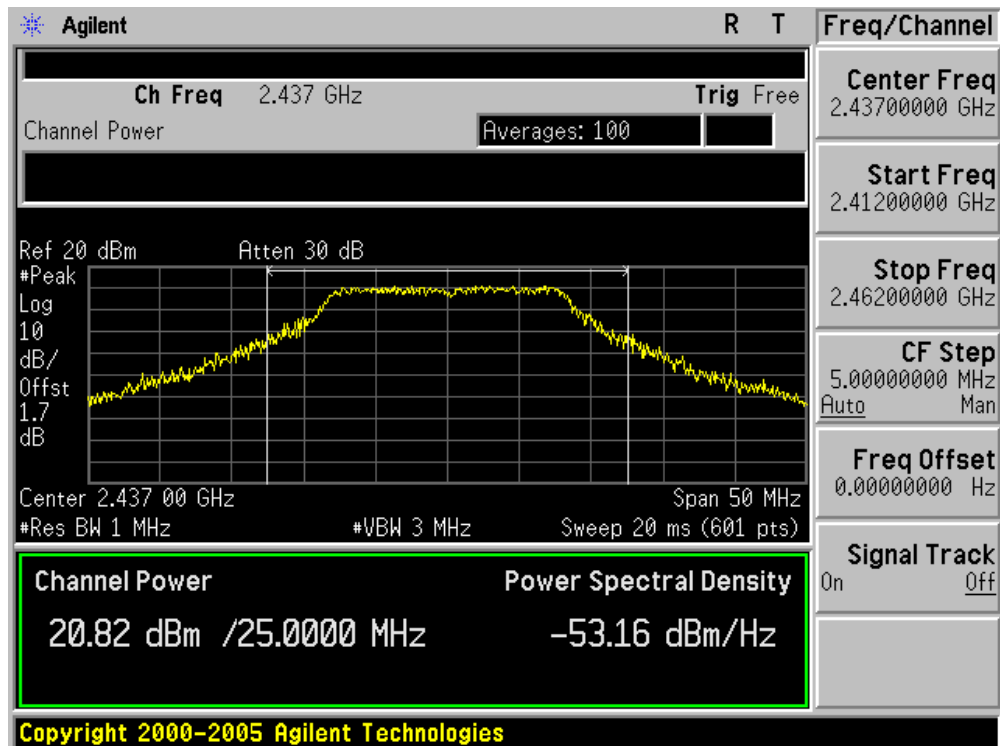 Agilent R T
Ch Freq 2.437 GHz Trig Free
Channel Power Averages: 100
Ref 20 dBm Atten 30 dB
#Peak
Log
10
dB/
Offst
1.7
dB
Center 2.437 00 GHz Span 50 MHz
#Res BW 1 MHz #VBW 3 MHz Sweep 20 ms (601 pts)
Channel Power Power Spectral Density
20.82 dBm /25.0000 MHz -53.16 dBm/Hz
Copyright 2000-2005 Agilent Technologies
Freq/Channel
Center Freq
2.43700000 GHz
Start Freq
2.41200000 GHz
Stop Freq
2.46200000 GHz
CF Step
5.00000000 MHz
Auto Man
Freq Offset
0.00000000 Hz
Signal Track
On Off